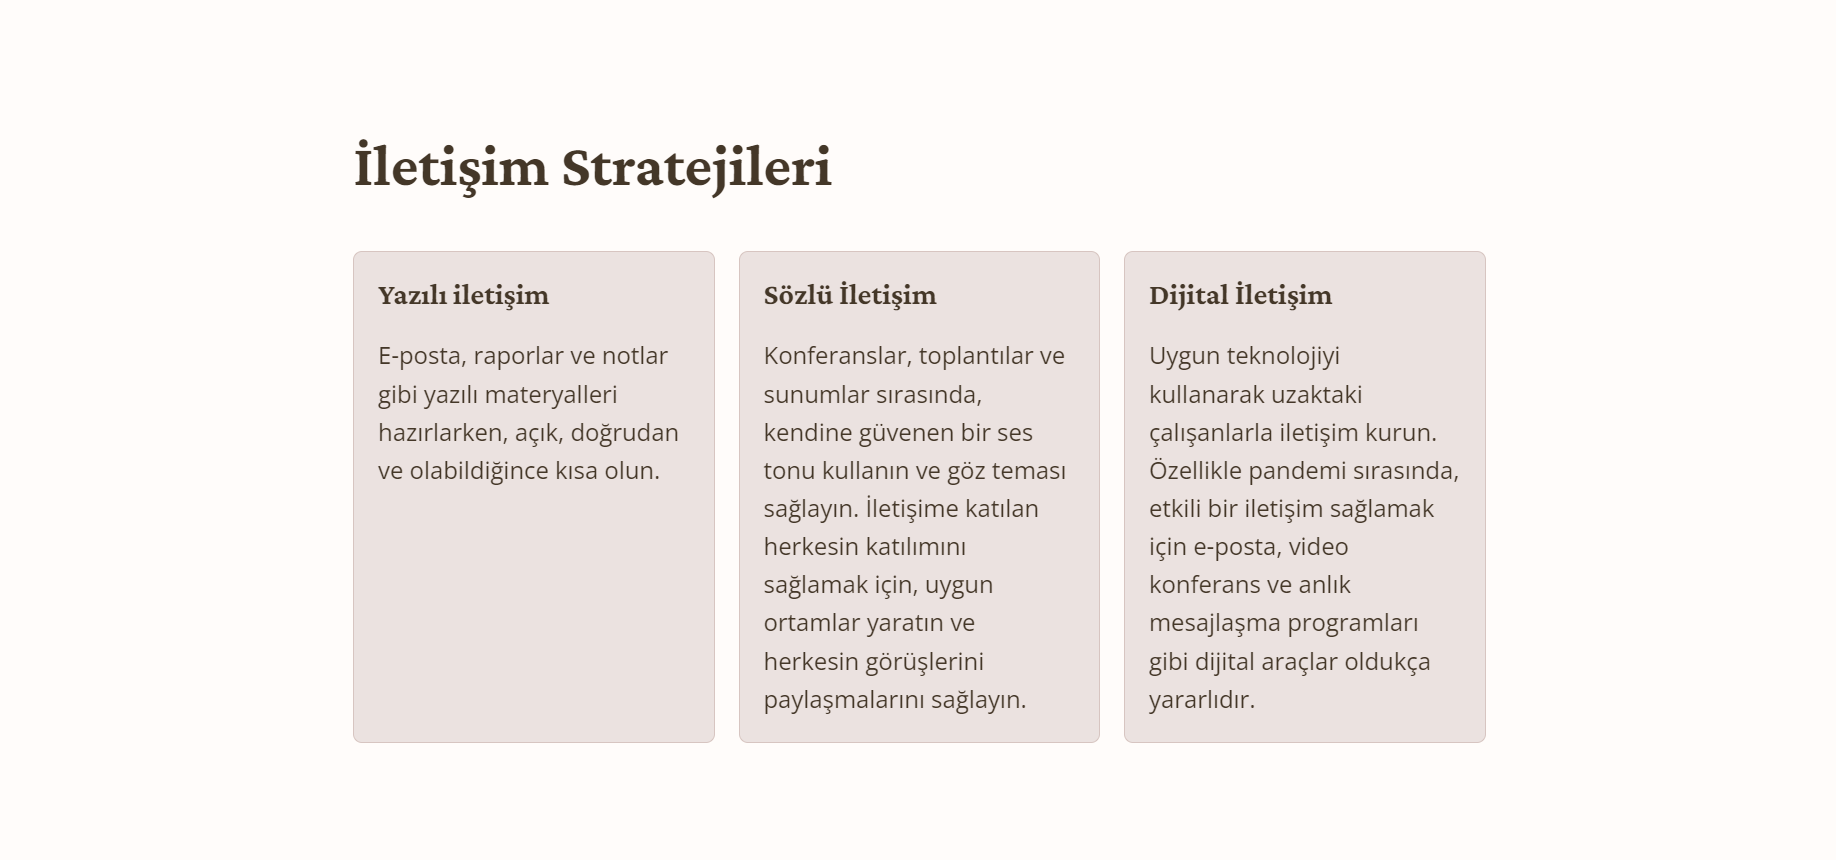 İletişim Stratejileri
Yazılı iletişim
E-posta, raporlar ve notlar
gibi yazılı materyalleri
hazırlarken, açık, doğrudan
ve olabildiğince kısa olun.
Sözlü İletişim
Konferanslar, toplantılar ve
sunumlar sırasında,
kendine güvenen bir ses
tonu kullanın ve göz teması
sağlayın. İletişime katılan
herkesin katılımını
sağlamak için, uygun
ortamlar yaratın ve
herkesin görüşlerini
paylaşmalarını sağlayın.
Dijital İletişim
Uygun teknolojiyi
kullanarak uzaktaki
çalışanlarla iletişim kurun.
Özellikle pandemi sırasında,
etkili bir iletişim sağlamak
için e-posta, video
konferans ve anlık
mesajlaşma programları
gibi dijital araçlar oldukça
yararlıdır.